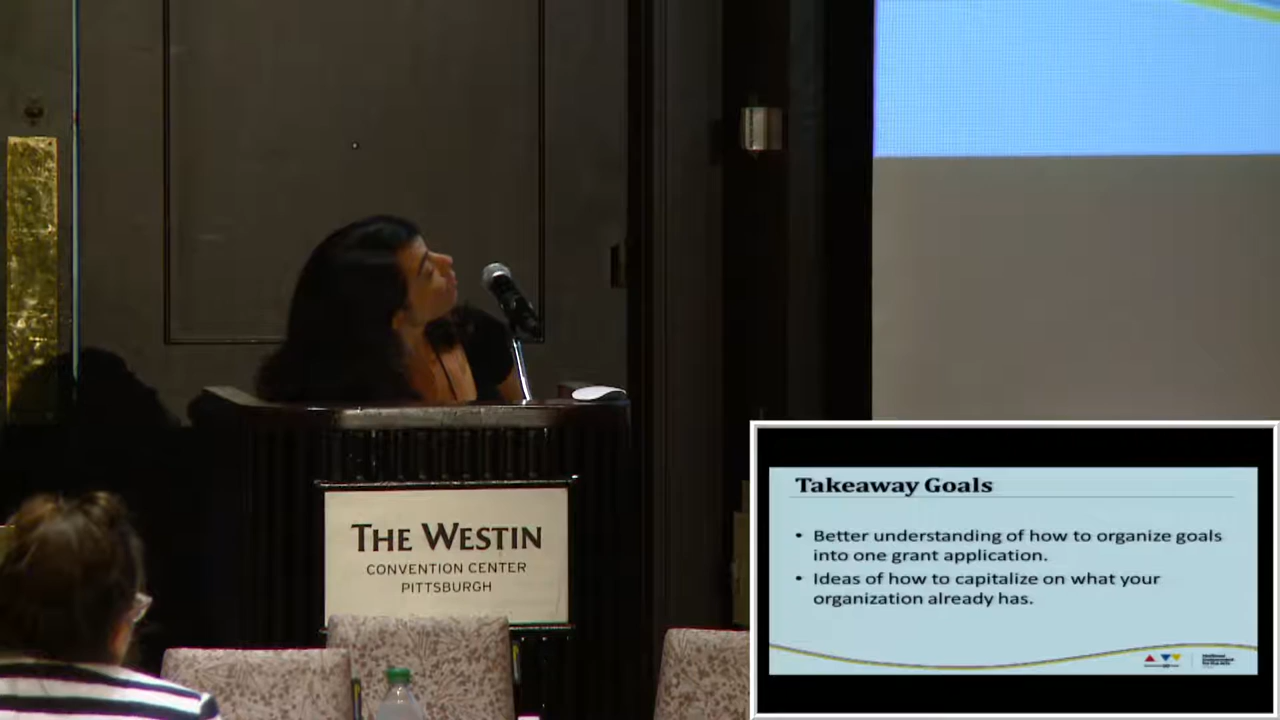 THE WESTIN
CONVENTION CENTER
PITTSBURGH
Takeaway Goals
• Better understanding of how to organize goals
into one grant application.
• Ideas of how to capitalize on what your
organization already has.